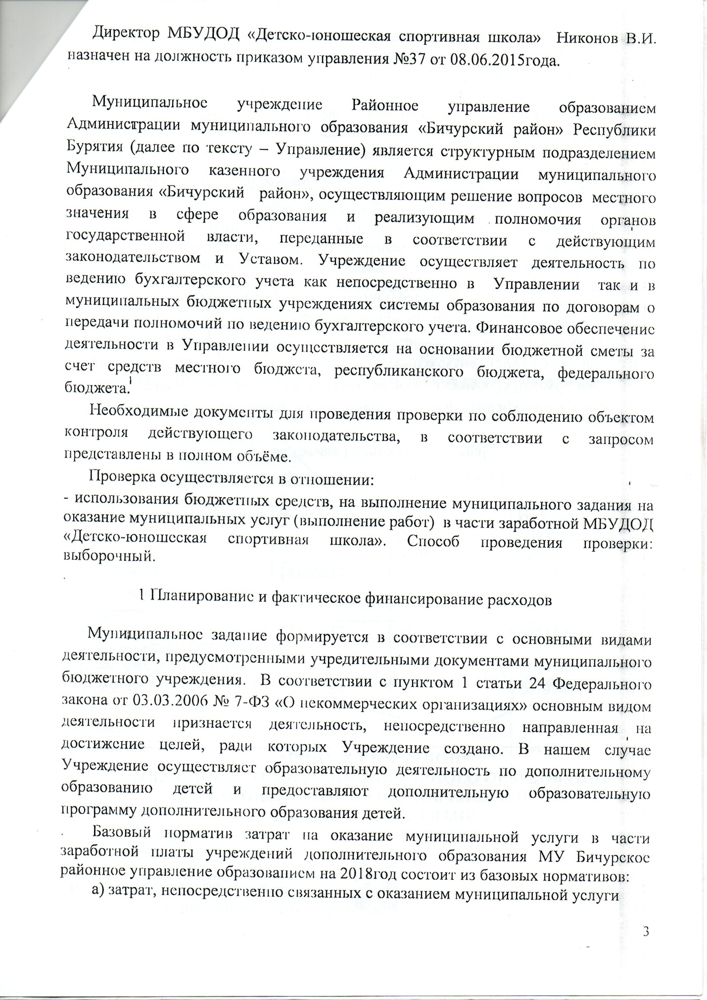 Директор МБУДОД «Детско-юношеская спортивная школа» Никонов В.И.
назначен на должность приказом управления №37 от 08.06.2015года.
Муниципальное учреждение Районное управление образованием
Администрации муниципального образования «Бичурский район» Республики
Бурятия (далее по тексту – Управление) является структурным подразделением
Муниципального казенного учреждения Администрации муниципального
образования «Бичурский район», осуществляющим решение вопросов местного
значения в сфере образования и реализующим полномочия органов
государственной власти, переданные в соответствии с действующим
законодательством и Уставом. Учреждение осуществляет деятельность по
ведению бухгалтерского учета как непосредственно в Управлении так и в
муниципальных бюджетных учреждениях системы образования по договорам о
передачи полномочий по ведению бухгалтерского учета. Финансовое обеспечение
деятельности в Управлении осуществляется на основании бюджетной сметы за
счет средств местного бюджета, республиканского бюджета, федерального
бюджета.
Необходимые документы для проведения проверки по соблюдению объектом
контроля действующего законодательства, в соответствии с запросом
представлены в полном объёме.
Проверка осуществляется в отношении:
- использования бюджетных средств, на выполнение муниципального задания на
оказание муниципальных услуг (выполнение работ) в части заработной МБУДОД
«Детско-юношеская спортивная школа». Способ проведения проверки:
выборочный.
1 Планирование и фактическое финансирование расходов
Муниципальное задание формируется в соответствии с основными видами
деятельности, предусмотренными учредительными документами муниципального
бюджетного учреждения. В соответствии с пунктом 1 статьи 24 Федерального
закона от 03.03.2006 № 7-ФЗ «О некоммерческих организациях» основным видом
деятельности признается деятельность, непосредственно направленная на
достижение целей, ради которых Учреждение создано. В нашем случае
Учреждение осуществляет образовательную деятельность по дополнительному
образованию детей и предоставляют дополнительную образовательную
программу дополнительного образования детей.
Базовый норматив затрат на оказание муниципальной услуги в части
заработной платы учреждений дополнительного образования МУ Бичурское
районное управление образованием на 2018год состоит из базовых нормативов:
а) затрат, непосредственно связанных с оказанием муниципальной услуги
3